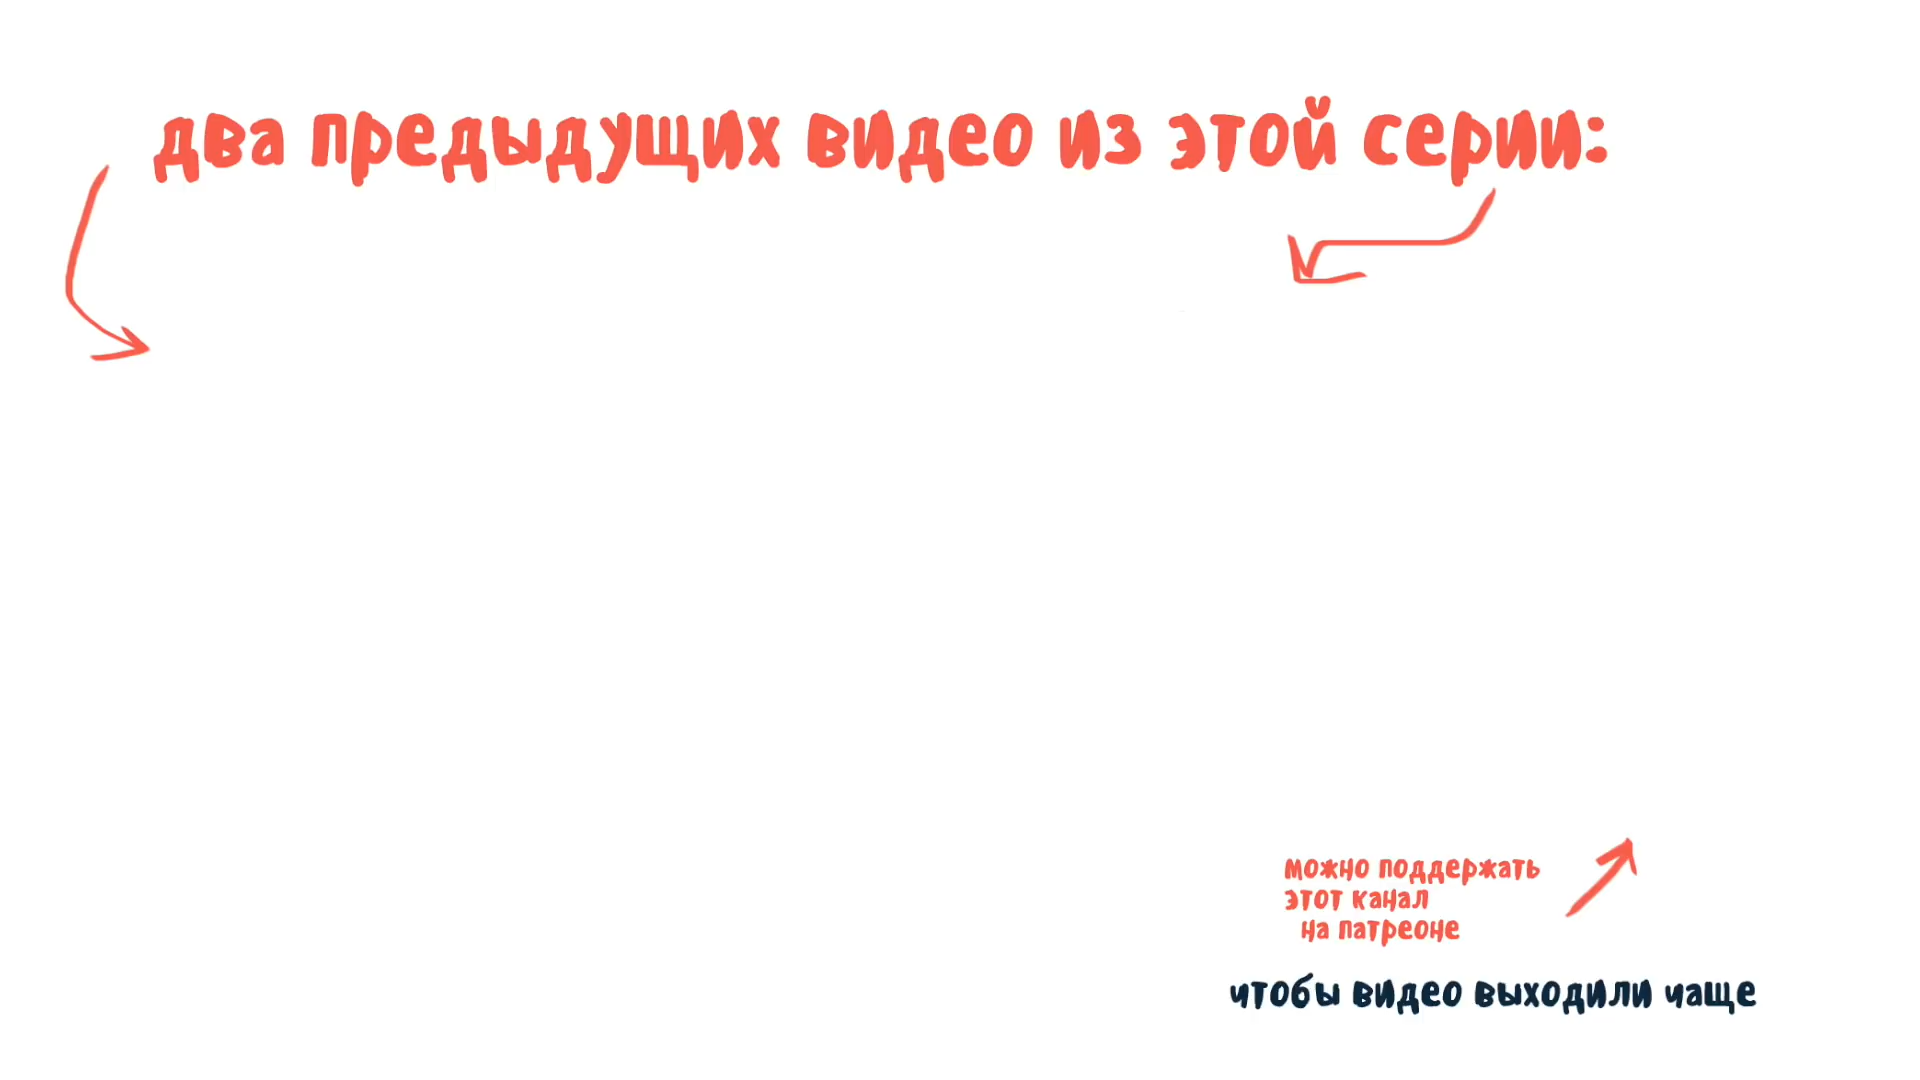 два предыдущих видео из этой серии:
можно поддержать
этот канал
на патреоне
чтобы видео выходили чаще